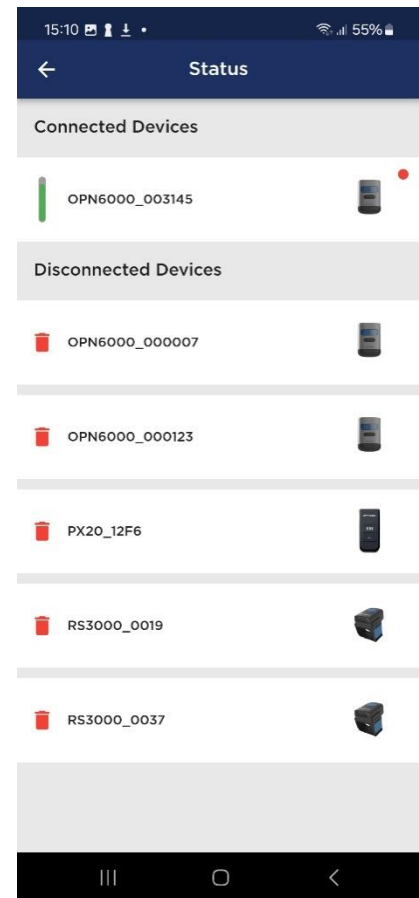 15:10 55%
Status
Connected Devices
OPN6000_003145
Disconnected Devices
OPN6000_000007
OPN6000_000123
PX20_12F6
RS3000_0019
RS3000_0037